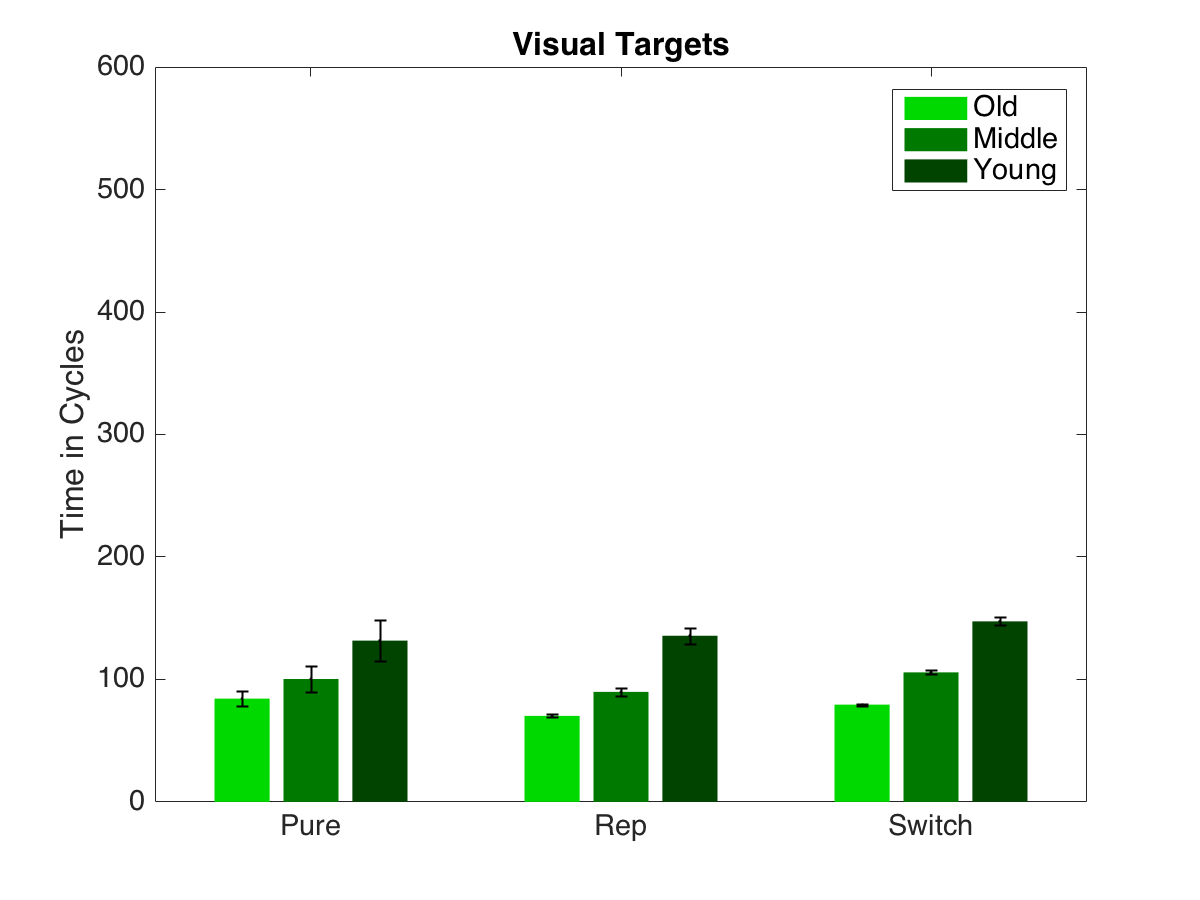 Visual Targets
600
500
400
300
200
100
0
Time in Cycles
Old
Middle
Young
Pure
Rep
Switch